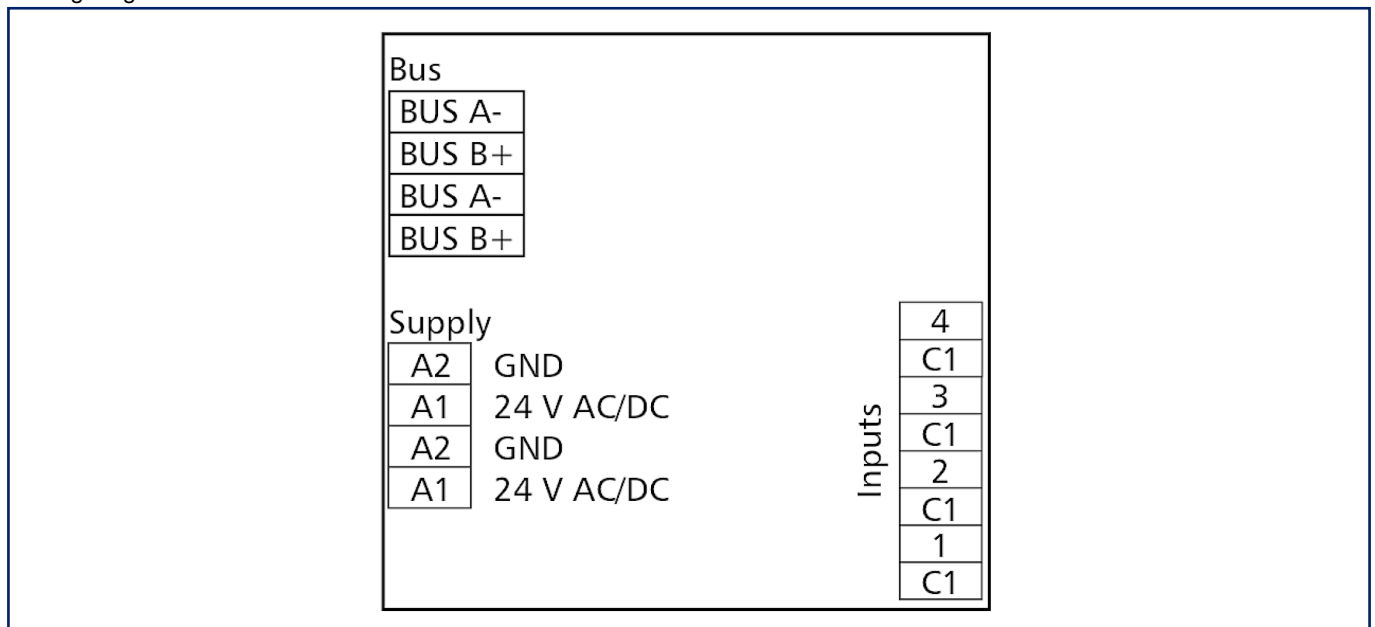 Bus
BUS A-
BUS B+
BUS A-
BUS B+
Supply
A2 GND
A1 24 V AC/DC
A2 GND
A1 24 V AC/DC
Inputs
4
C1
3
C1
2
C1
1
C1